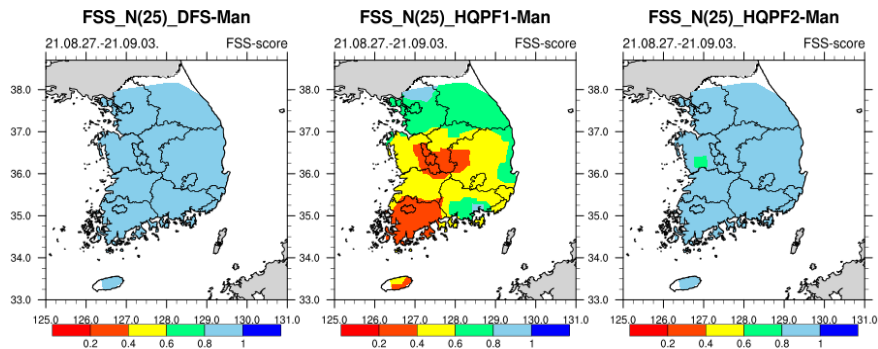 FSS_N(25)_DFS-Man
21.08.27.-21.09.03. FSS-score
38.0
37.0
36.0
35.0
34.0
33.0
125.0 126.0 127.0 128.0 129.0 130.0 131.0
0.2 0.4 0.6 0.8 1
FSS_N(25)_HQPF1-Man
21.08.27.-21.09.03. FSS-score
38.0
37.0
36.0
35.0
34.0
33.0
125.0 126.0 127.0 128.0 129.0 130.0 131.0
0.2 0.4 0.6 0.8 1
FSS_N(25)_HQPF2-Man
21.08.27.-21.09.03. FSS-score
38.0
37.0
36.0
35.0
34.0
33.0
125.0 126.0 127.0 128.0 129.0 130.0 131.0
0.2 0.4 0.6 0.8 1